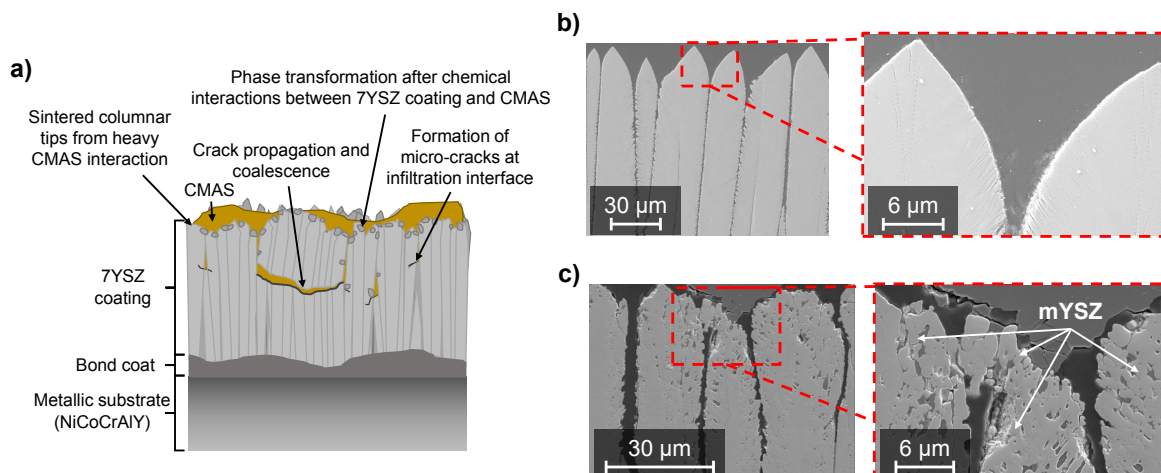 a)
Phase transformation after chemical
interactions between 7YSZ coating and CMAS
Sintered columnar
tips from heavy
CMAS interaction
Crack propagation and
coalescence
Formation of
micro-cracks at
infiltration interface
CMAS
7YSZ
coating
Bond coat
Metallic substrate
(NiCoCrAlY)
b)
30 µm
6 µm
c)
mYSZ
30 µm
6 µm